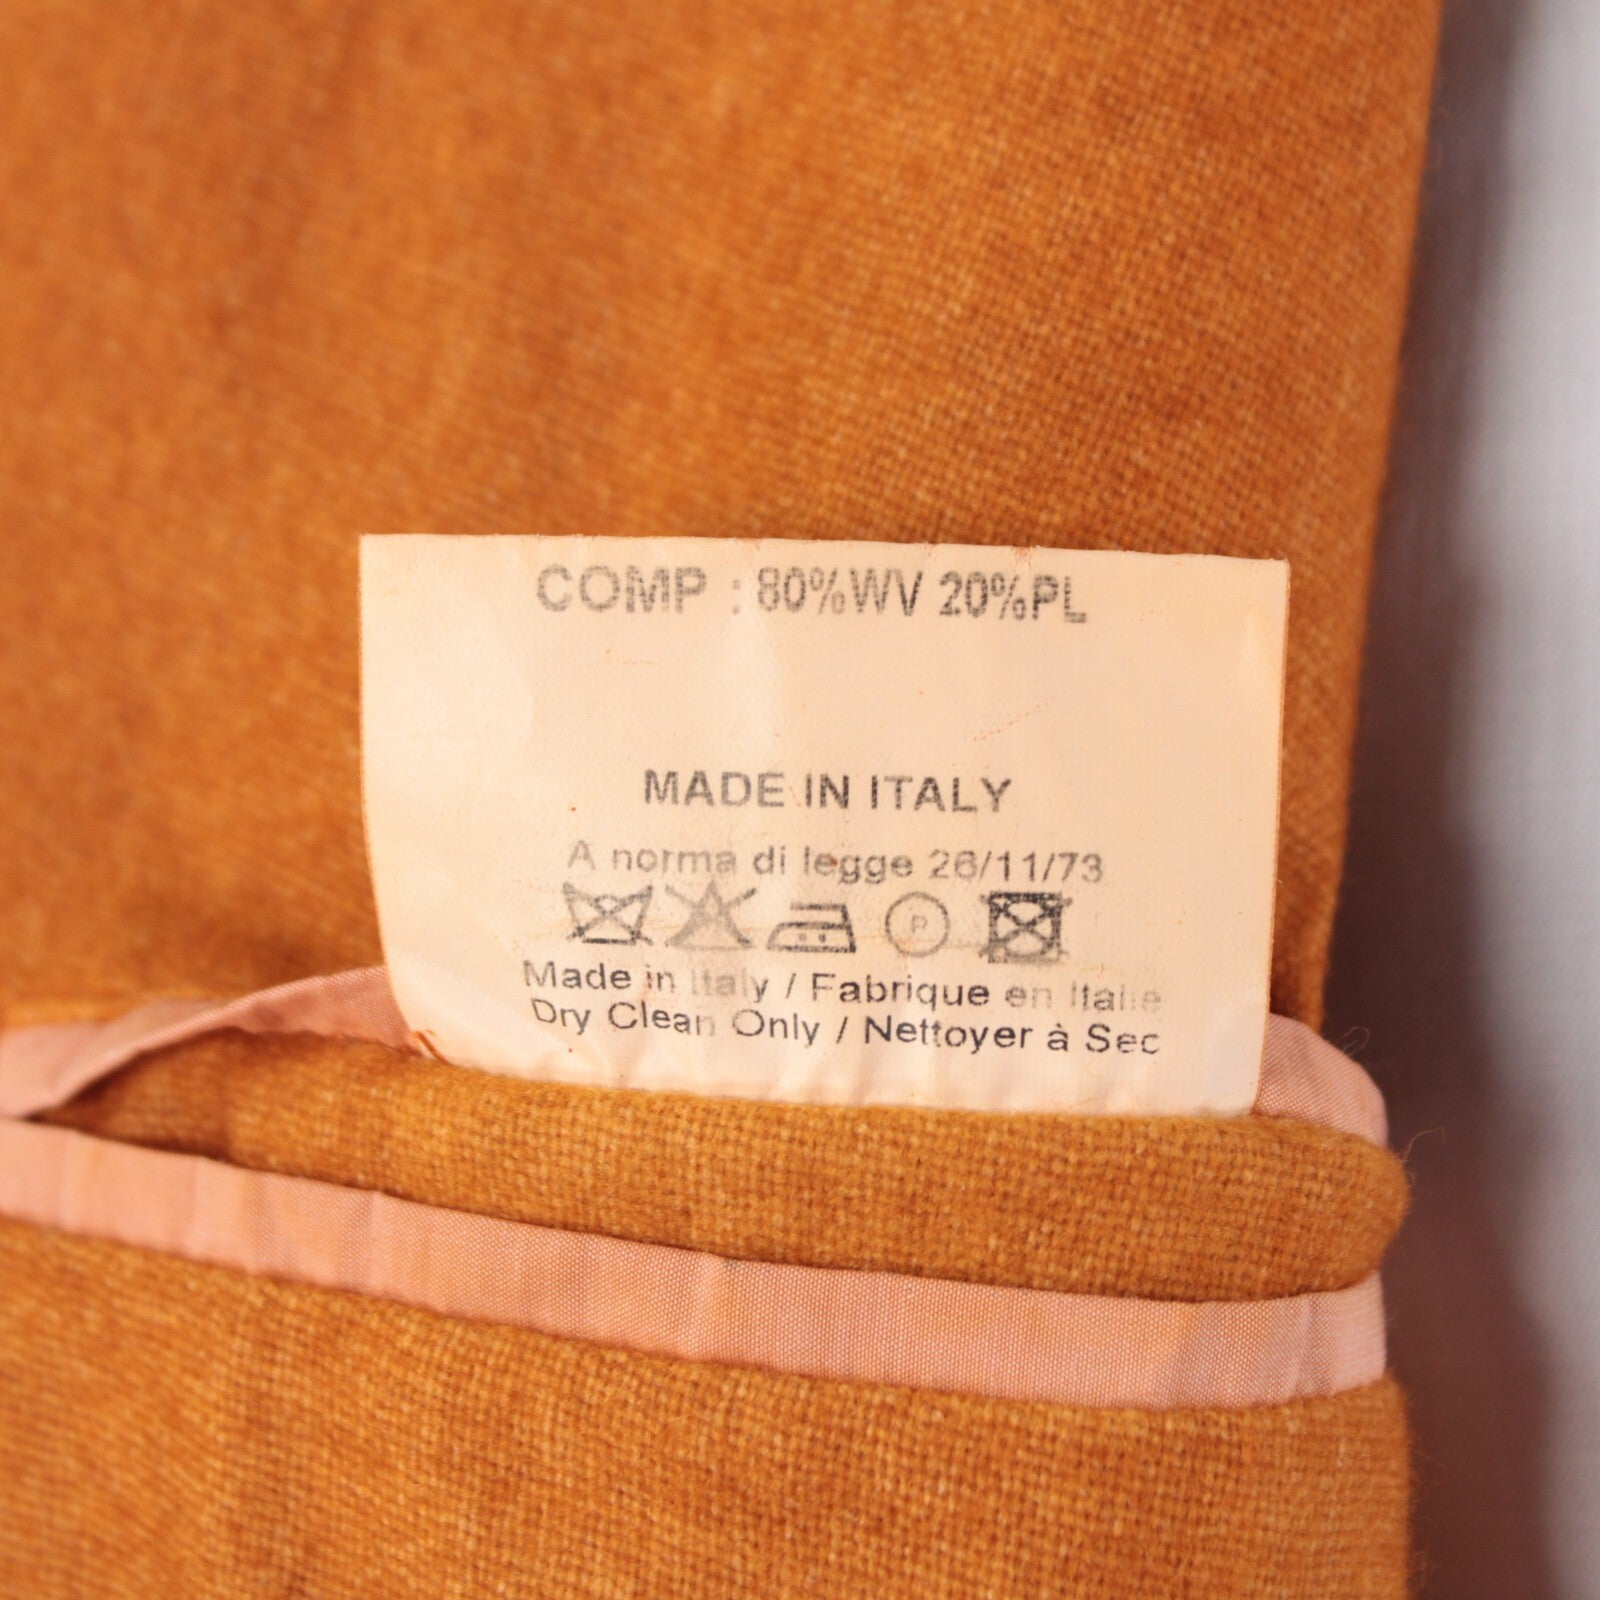 COMP : 80%WV 20%PL
MADE IN ITALY
A norma di legge 26/11/73
P
Made in Italy / Fabrique en Italie
Dry Clean Only / Nettoyer à Sec